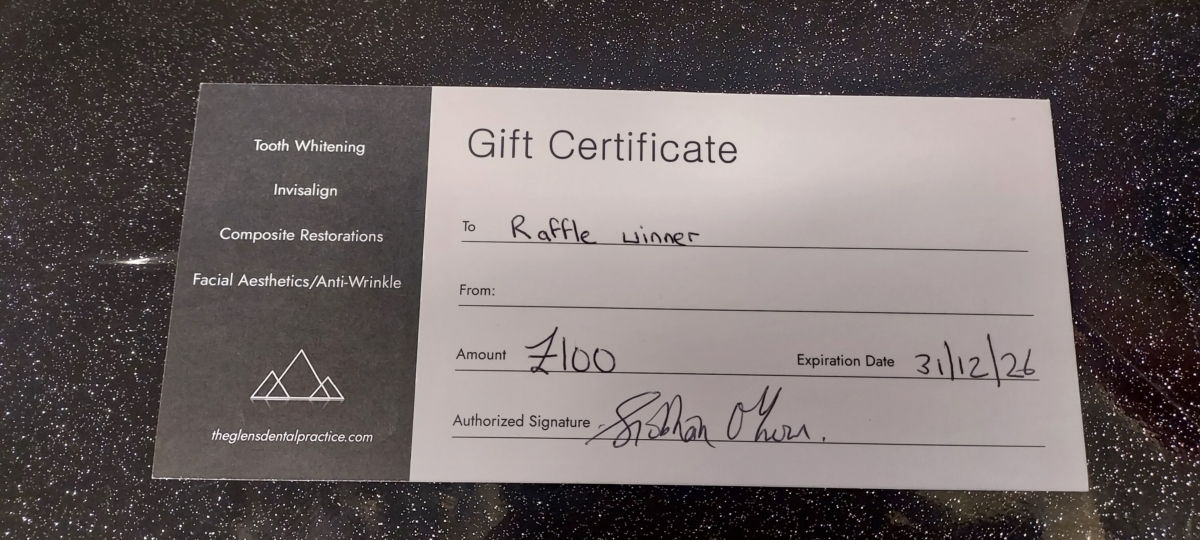 Tooth Whitening
Invisalign
Composite Restorations
Facial Aesthetics/Anti-Wrinkle
theglensdentalpractice.com
Gift Certificate
To Raffle winner
From:
Amount £100 Expiration Date 31/12/26
Authorized Signature